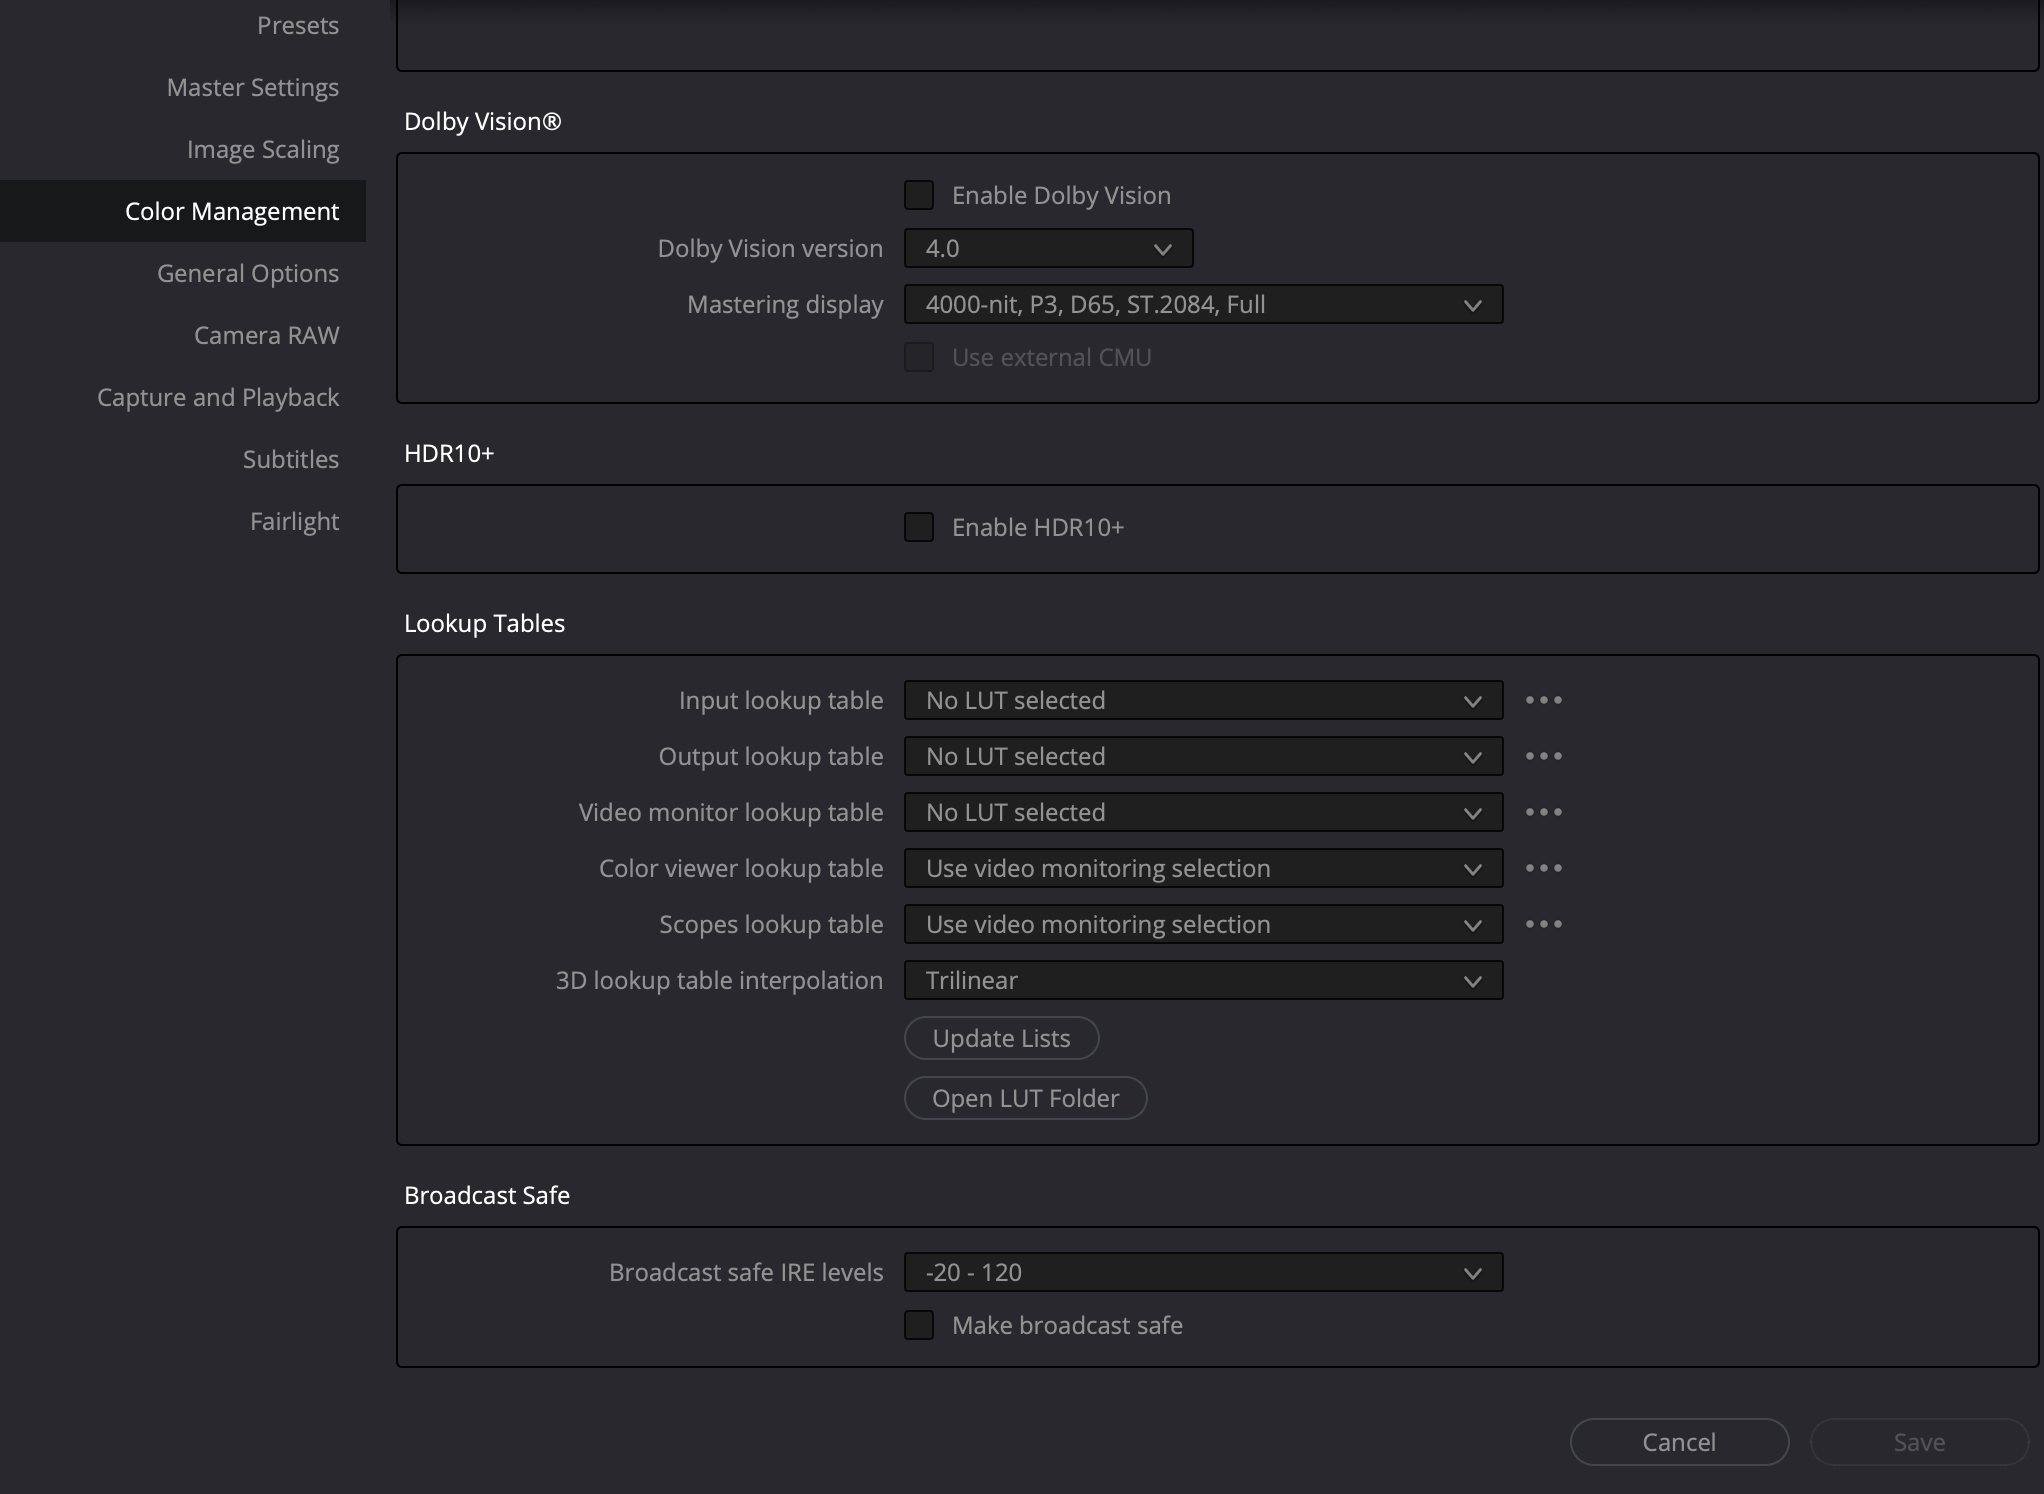 Presets
Master Settings
Image Scaling
Color Management
General Options
Camera RAW
Capture and Playback
Subtitles
Fairlight
Dolby Vision®
Enable Dolby Vision
Dolby Vision version 4.0
Mastering display 4000-nit, P3, D65, ST.2084, Full
Use external CMU
HDR10+
Enable HDR10+
Lookup Tables
Input lookup table No LUT selected
Output lookup table No LUT selected
Video monitor lookup table No LUT selected
Color viewer lookup table Use video monitoring selection
Scopes lookup table Use video monitoring selection
3D lookup table interpolation Trilinear
Update Lists
Open LUT Folder
Broadcast Safe
Broadcast safe IRE levels -20 - 120
Make broadcast safe
Cancel Save